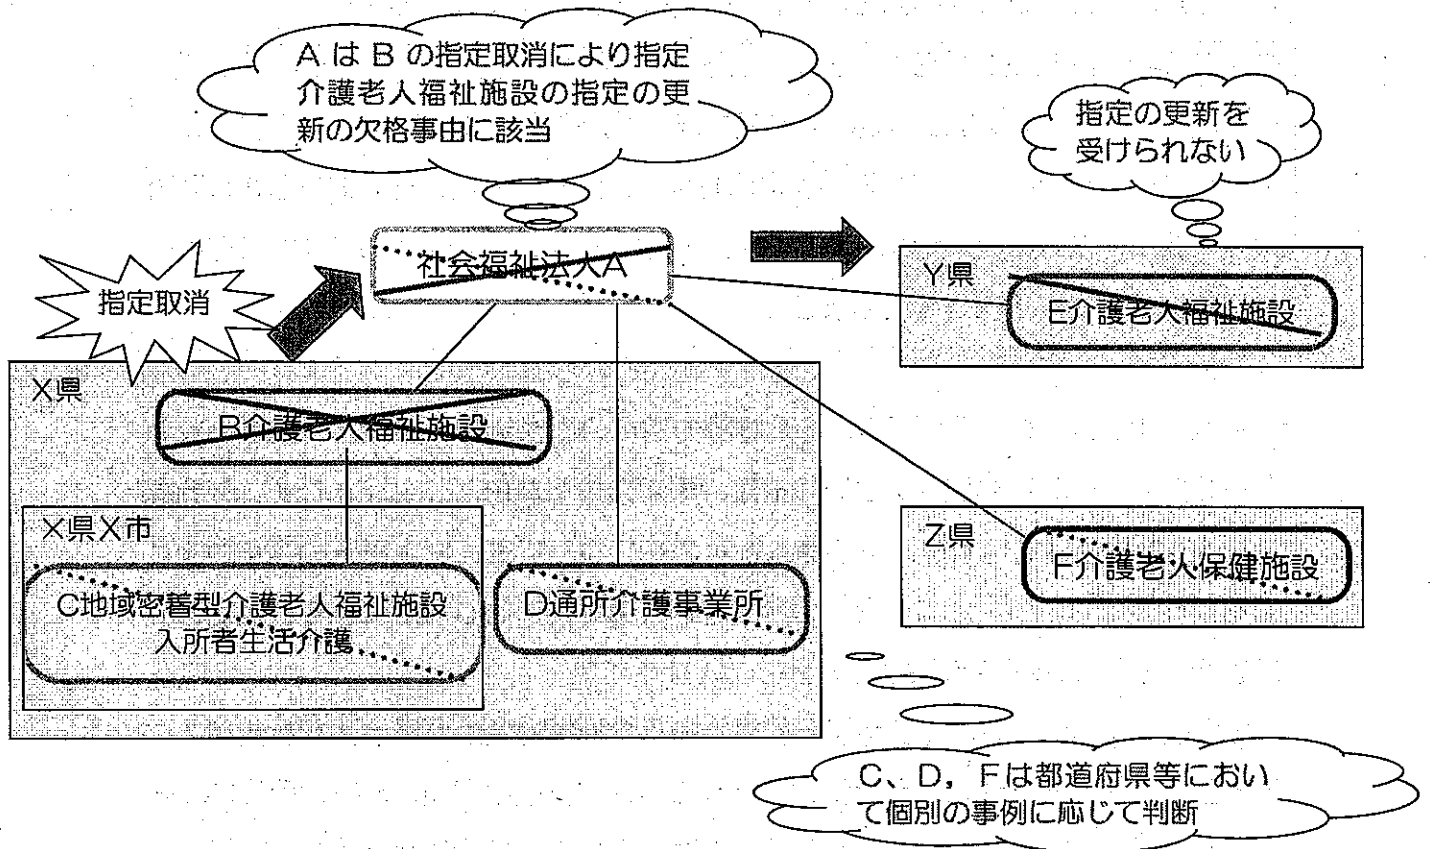 A は B の指定取消により指定
介護老人福祉施設の指定の更
新の欠格事由に該当
指定の更新を
受けられない
社会福祉法人A
指定取消
Y県
E介護老人福祉施設
X県
B介護老人福祉施設
X県X市
C地域密着型介護老人福祉施設
入所者生活介護
D通所介護事業所
Z県
F介護老人保健施設
C、D，Fは都道府県等におい
て個別の事例に応じて判断